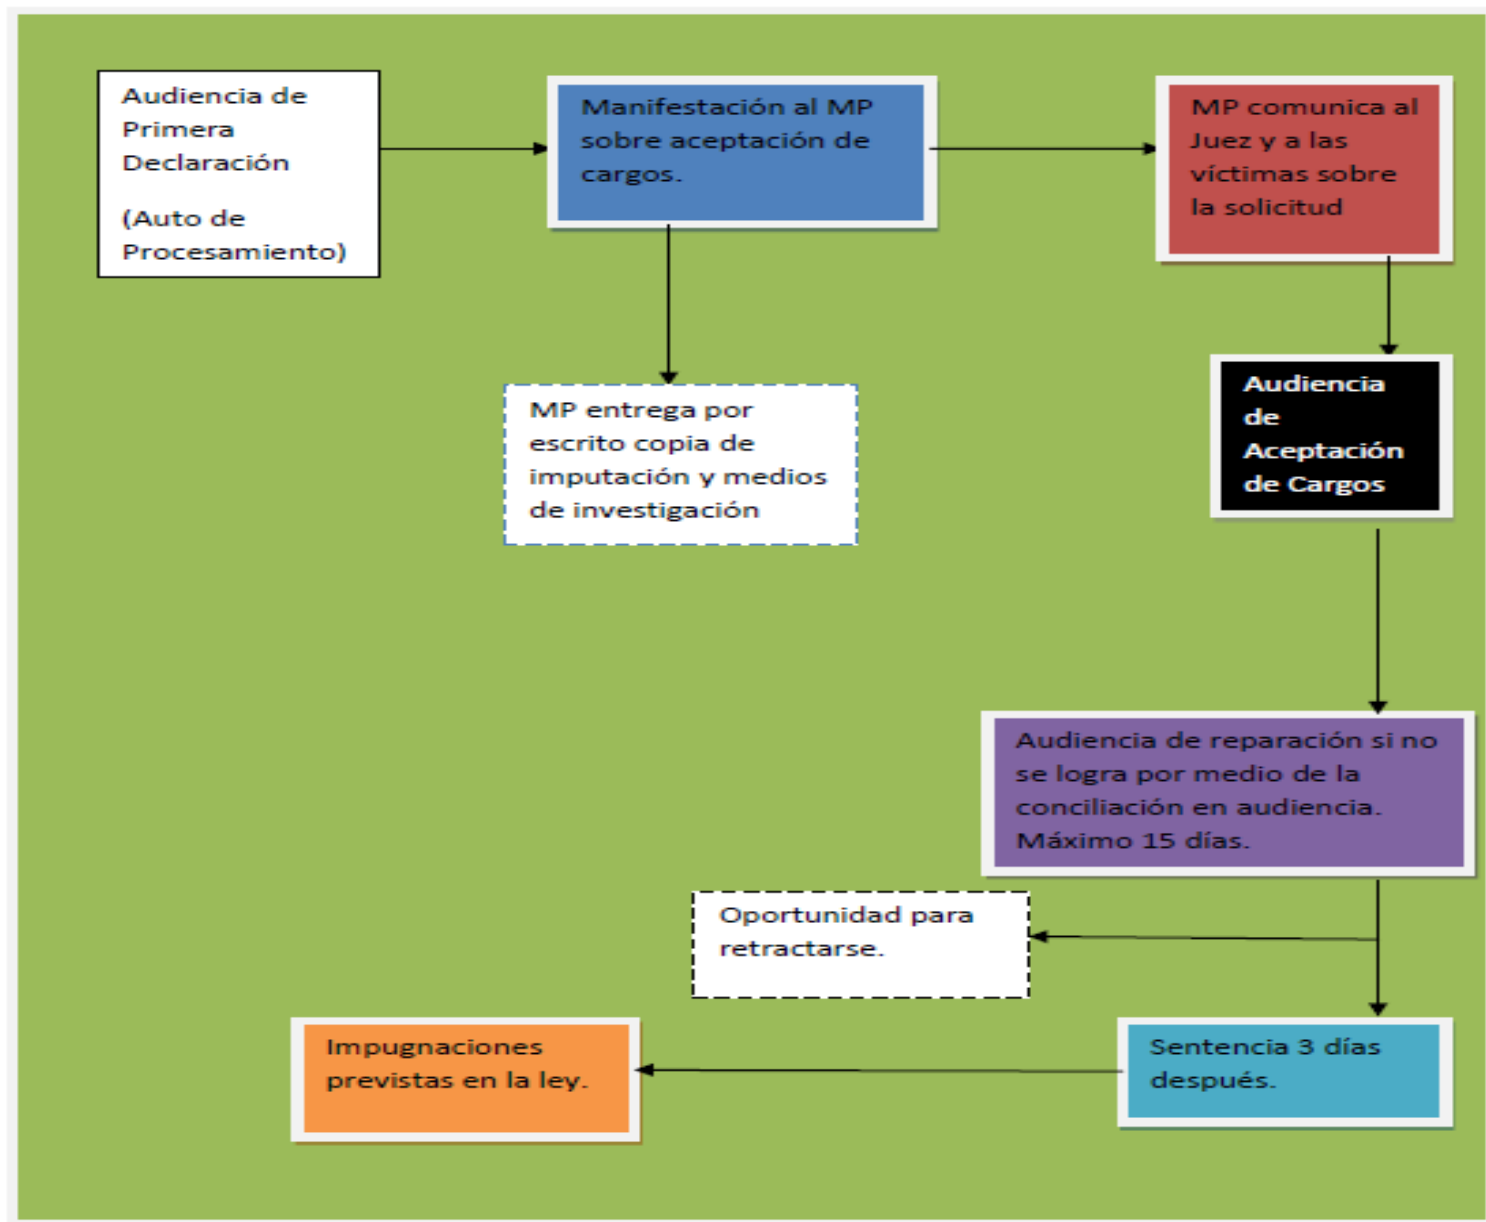 Audiencia de
Primera
Declaración
(Auto de
Procesamiento)
Manifestación al MP
sobre aceptación de
cargos.
MP comunica al
Juez y a las
víctimas sobre
la solicitud
MP entrega por
escrito copia de
imputación y medios
de investigación
Audiencia
de
Aceptación
de Cargos
Audiencia de reparación si no
se logra por medio de la
conciliación en audiencia.
Máximo 15 días.
Oportunidad para
retractarse.
Sentencia 3 días
después.
Impugnaciones
previstas en la ley.